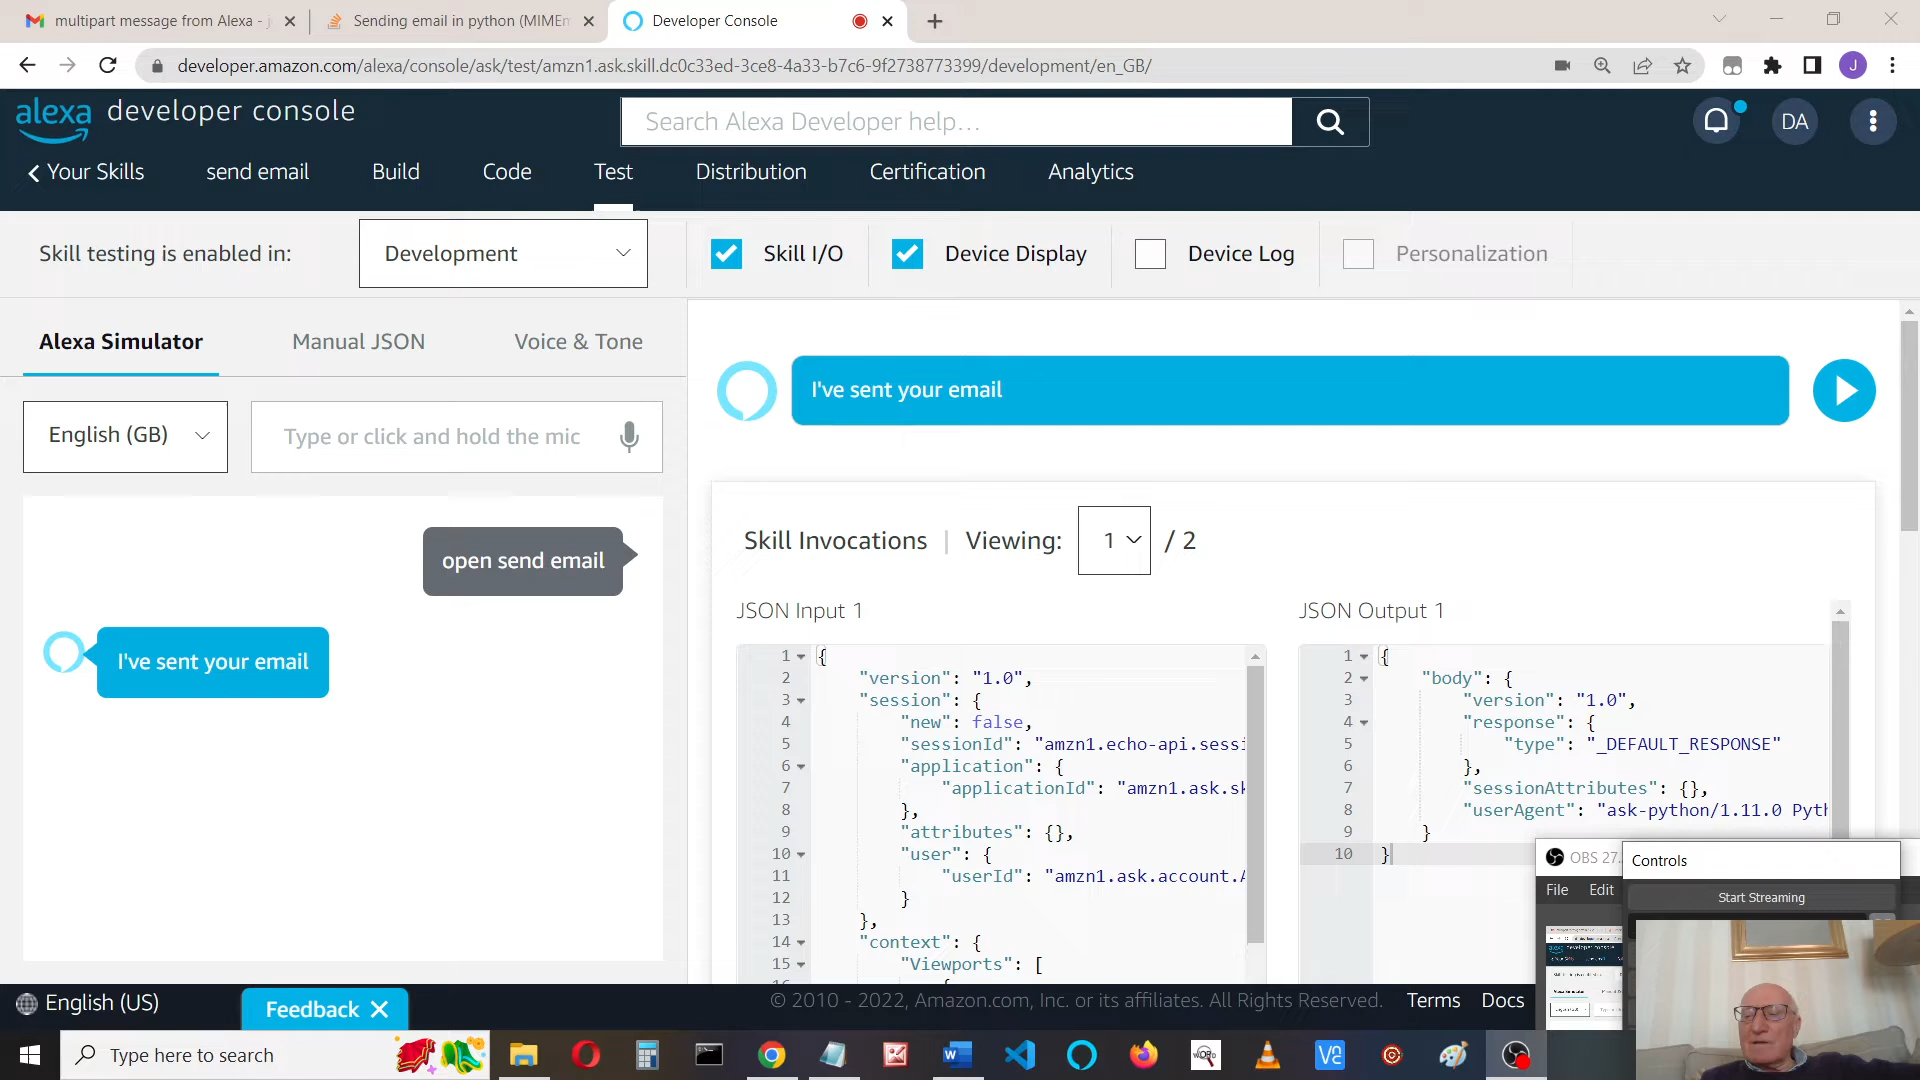 multipart message from Alexa - j
Sending email in python (MIMEm
Developer Console
developer.amazon.com/alexa/console/ask/test/amzn1.ask.skill.dc0c33ed-3ce8-4a33-b7c6-9f2738773399/development/en_GB/
J
alexa developer console
Search Alexa Developer help...
DA
Your Skills
send email
Build
Code
Test
Distribution
Certification
Analytics
Skill testing is enabled in:
Development
Skill I/O
Device Display
Device Log
Personalization
Alexa Simulator
Manual JSON
Voice & Tone
English (GB)
Type or click and hold the mic
I've sent your email
open send email
I've sent your email
Skill Invocations | Viewing: 1 / 2
JSON Input 1
1 {
2 "version": "1.0",
3 "session": {
4 "new": false,
5 "sessionId": "amzn1.echo-api.sessi
6 "application": {
7 "applicationId": "amzn1.ask.sk
8 },
9 "attributes": {},
10 "user": {
11 "userId": "amzn1.ask.account.A
12 }
13 },
14 "context": {
15 "Viewports": [
JSON Output 1
1 {
2 "body": {
3 "version": "1.0",
4 "response": {
5 "type": "_DEFAULT_RESPONSE"
6 },
7 "sessionAttributes": {},
8 "userAgent": "ask-python/1.11.0 Pyth
9 }
10 }
OBS 27.
Controls
File Edit
Start Streaming
English (US)
Feedback
© 2010 - 2022, Amazon.com, Inc. or its affiliates. All Rights Reserved.
Terms
Docs
Type here to search